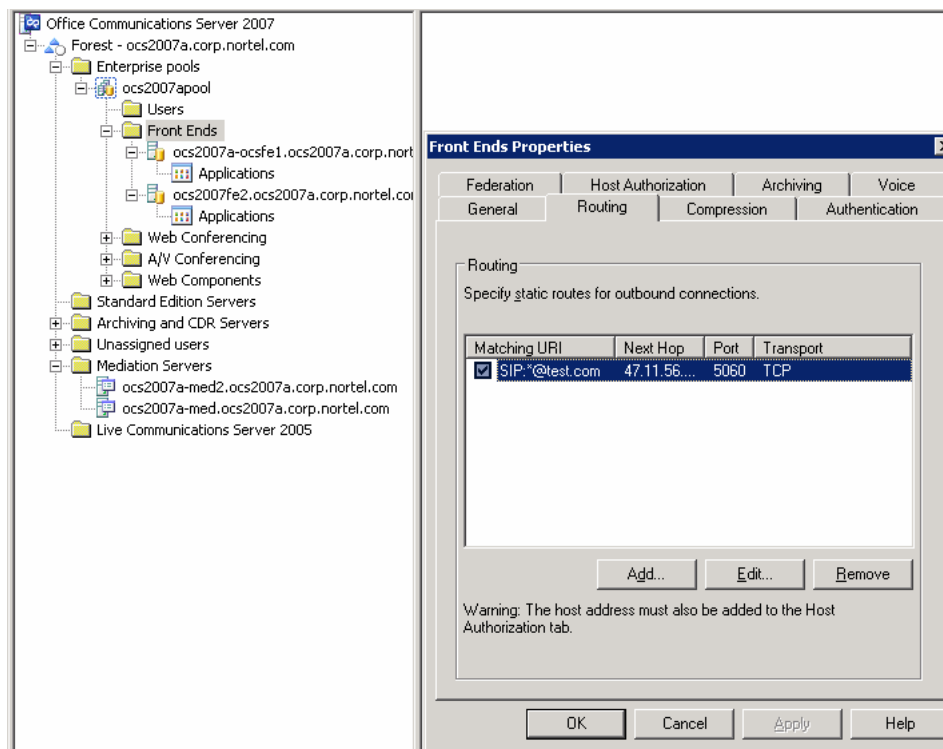 Office Communications Server 2007
Forest - ocs2007a.corp.nortel.com
Enterprise pools
ocs2007apool
Users
Front Ends
ocs2007a-ocsfe1.ocs2007a.corp.nort
Applications
ocs2007fe2.ocs2007a.corp.nortel.co
Applications
Web Conferencing
A/V Conferencing
Web Components
Standard Edition Servers
Archiving and CDR Servers
Unassigned users
Mediation Servers
ocs2007a-med2.ocs2007a.corp.nortel.com
ocs2007a-med.ocs2007a.corp.nortel.com
Live Communications Server 2005
Front Ends Properties
Federation Host Authorization Archiving Voice
General Routing Compression Authentication
Routing
Specify static routes for outbound connections.
Matching URI Next Hop Port Transport
SIP:*@test.com 47.11.56.... 5060 TCP
Add... Edit... Remove
Warning: The host address must also be added to the Host
Authorization tab.
OK Cancel Apply Help